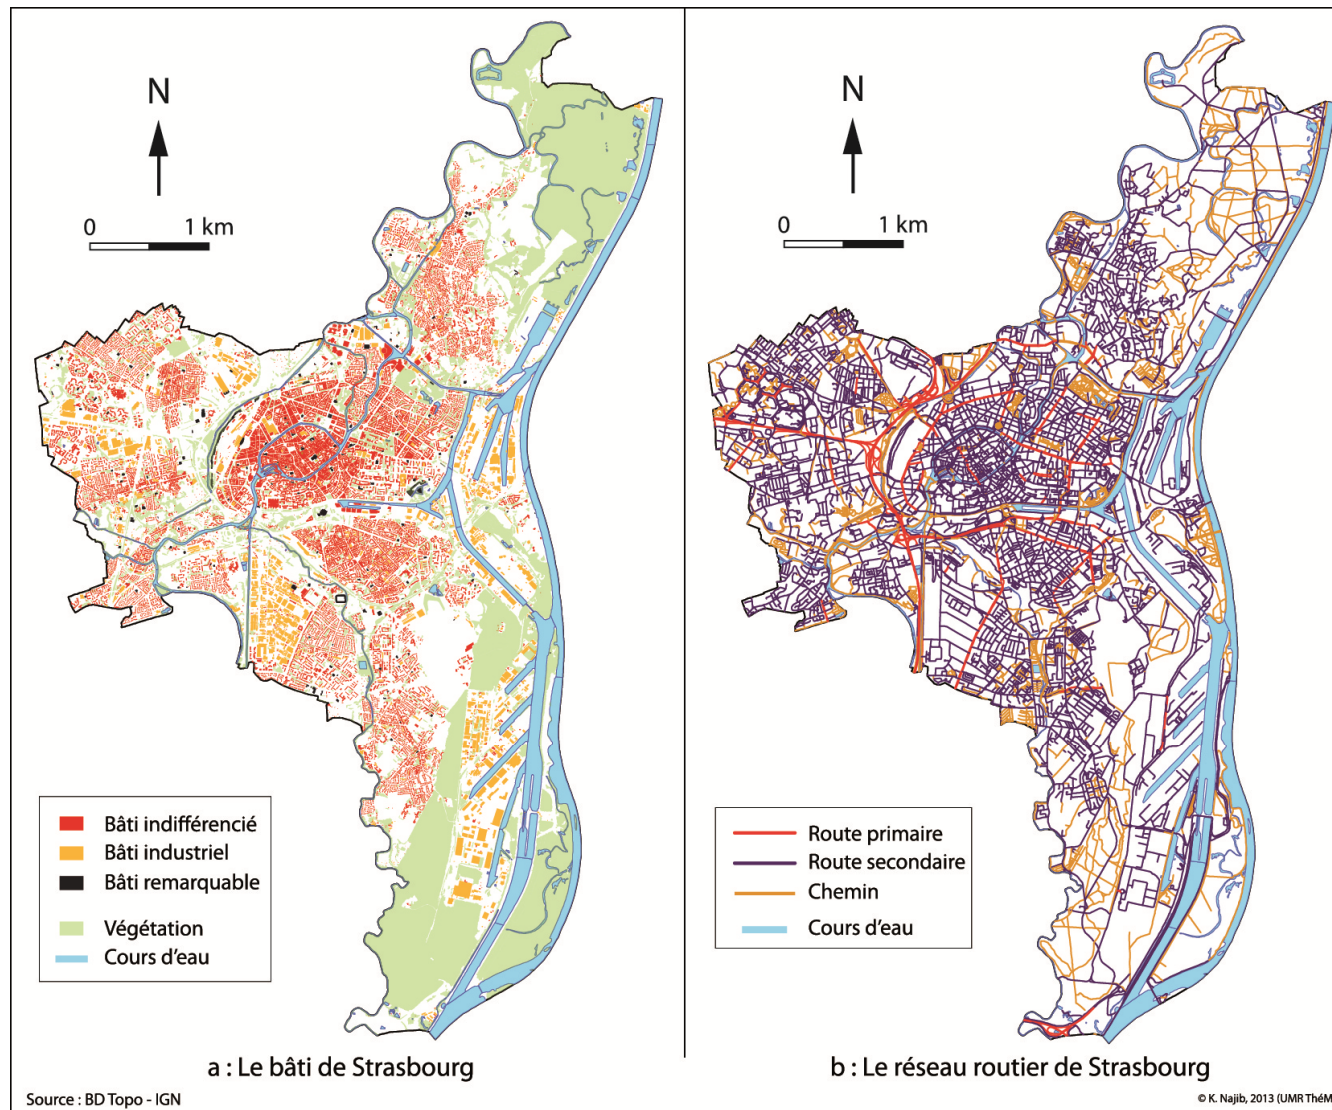 N
0 1 km
Bâti indifférencié
Bâti industriel
Bâti remarquable
Végétation
Cours d'eau
a : Le bâti de Strasbourg
Source : BD Topo - IGN
N
0 1 km
Route primaire
Route secondaire
Chemin
Cours d'eau
b : Le réseau routier de Strasbourg
© K. Najib, 2013 (UMR ThéM